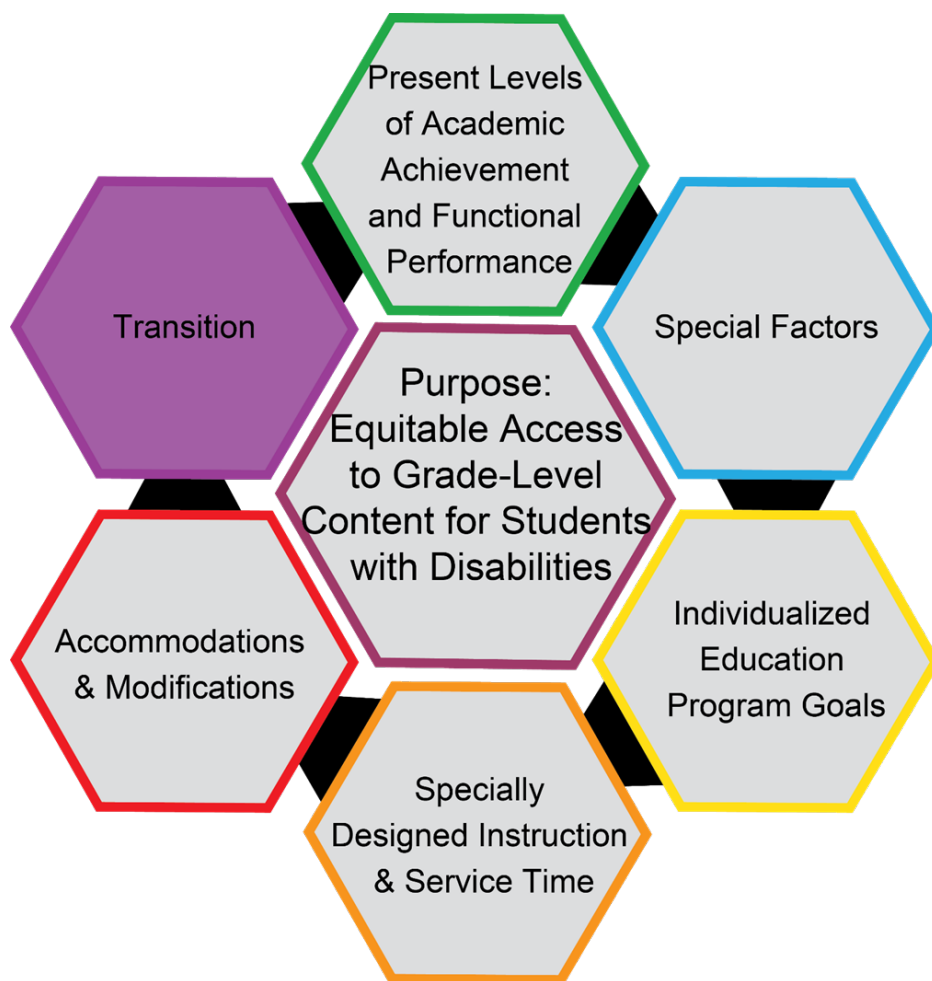 Present Levels
of Academic
Achievement
and Functional
Performance
Transition
Special Factors
Purpose:
Equitable Access
to Grade-Level
Content for Students
with Disabilities
Accommodations
& Modifications
Individualized
Education
Program Goals
Specially
Designed Instruction
& Service Time